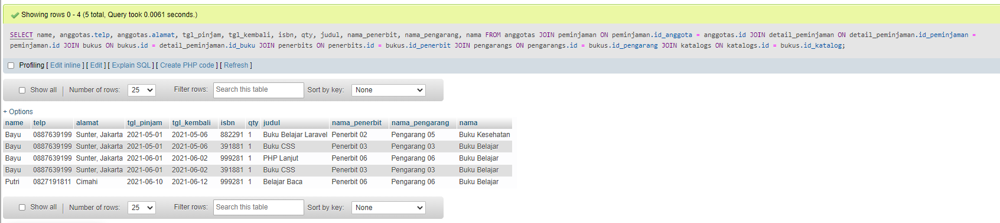 Showing rows 0 - 4 (5 total, Query took 0.0061 seconds.)
SELECT name, anggotas.telp, anggotas.alamat, tgl_pinjam, tgl_kembali, isbn, qty, judul, nama_penerbit, nama_pengarang, nama FROM anggotas JOIN peminjaman ON peminjaman.id_anggota = anggotas.id JOIN detail_peminjaman ON detail_peminjaman.id_peminjaman =
peminjaman.id JOIN bukus ON bukus.id = detail_peminjaman.id_buku JOIN penerbits ON penerbits.id = bukus.id_penerbit JOIN pengarangs ON pengarangs.id = bukus.id_pengarang JOIN katalogs ON katalogs.id = bukus.id_katalog;
Profiling [ Edit inline ] [ Edit ] [ Explain SQL ] [ Create PHP code ] [ Refresh ]
Show all Number of rows: 25 Filter rows: Search this table Sort by key: None
+ Options
name telp alamat tgl_pinjam tgl_kembali isbn qty judul nama_penerbit nama_pengarang nama
Bayu 0887639199 Sunter, Jakarta 2021-05-01 2021-05-06 882291 1 Buku Belajar Laravel Penerbit 02 Pengarang 05 Buku Kesehatan
Bayu 0887639199 Sunter, Jakarta 2021-05-01 2021-05-06 391881 1 Buku CSS Penerbit 03 Pengarang 03 Buku Belajar
Bayu 0887639199 Sunter, Jakarta 2021-06-01 2021-06-02 999281 1 PHP Lanjut Penerbit 06 Pengarang 06 Buku Belajar
Bayu 0887639199 Sunter, Jakarta 2021-06-01 2021-06-02 391881 1 Buku CSS Penerbit 03 Pengarang 03 Buku Belajar
Putri 0827191811 Cimahi 2021-06-10 2021-06-12 999281 1 Belajar Baca Penerbit 06 Pengarang 06 Buku Belajar
Show all Number of rows: 25 Filter rows: Search this table Sort by key: None